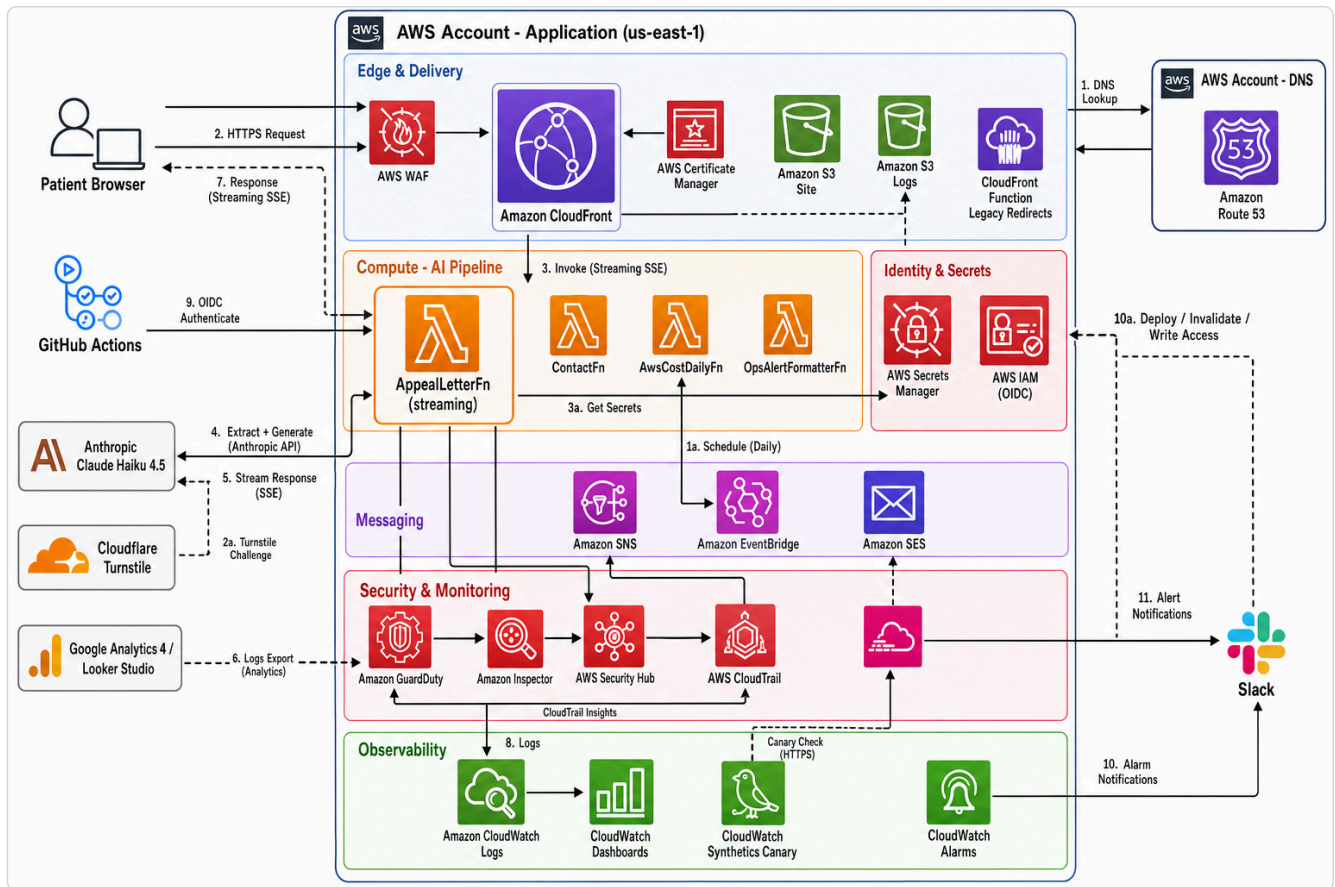 aws
AWS Account - Application (us-east-1)
Edge & Delivery
1. DNS
Lookup
aws
AWS Account - DNS
2. HTTPS Request
Patient Browser
7. Response
(Streaming SSE)
AWS WAF
Amazon CloudFront
AWS Certificate
Manager
Amazon S3
Site
Amazon S3
Logs
CloudFront
Function
Legacy Redirects
53
Amazon
Route 53
Compute - AI Pipeline
3. Invoke (Streaming SSE)
Identity & Secrets
9. OIDC
Authenticate
GitHub Actions
AppealLetterFn
(streaming)
ContactFn
AwsCostDailyFn
OpsAlertFormatterFn
AWS Secrets
Manager
AWS IAM
(OIDC)
10a. Deploy / Invalidate /
Write Access
3a. Get Secrets
AI
Anthropic
Claude Haiku 4.5
4. Extract + Generate
(Anthropic API)
1a. Schedule (Daily)
5. Stream Response
(SSE)
Messaging
Amazon SNS
Amazon EventBridge
Amazon SES
Cloudflare
Turnstile
2a. Turnstile
Challenge
Security & Monitoring
11. Alert
Notifications
Google Analytics 4 /
Looker Studio
6. Logs Export
(Analytics)
Amazon GuardDuty
Amazon Inspector
AWS Security Hub
AWS CloudTrail
Slack
CloudTrail Insights
Observability
8. Logs
Canary Check
(HTTPS)
10. Alarm
Notifications
Amazon CloudWatch
Logs
CloudWatch
Dashboards
CloudWatch
Synthetics Canary
CloudWatch
Alarms